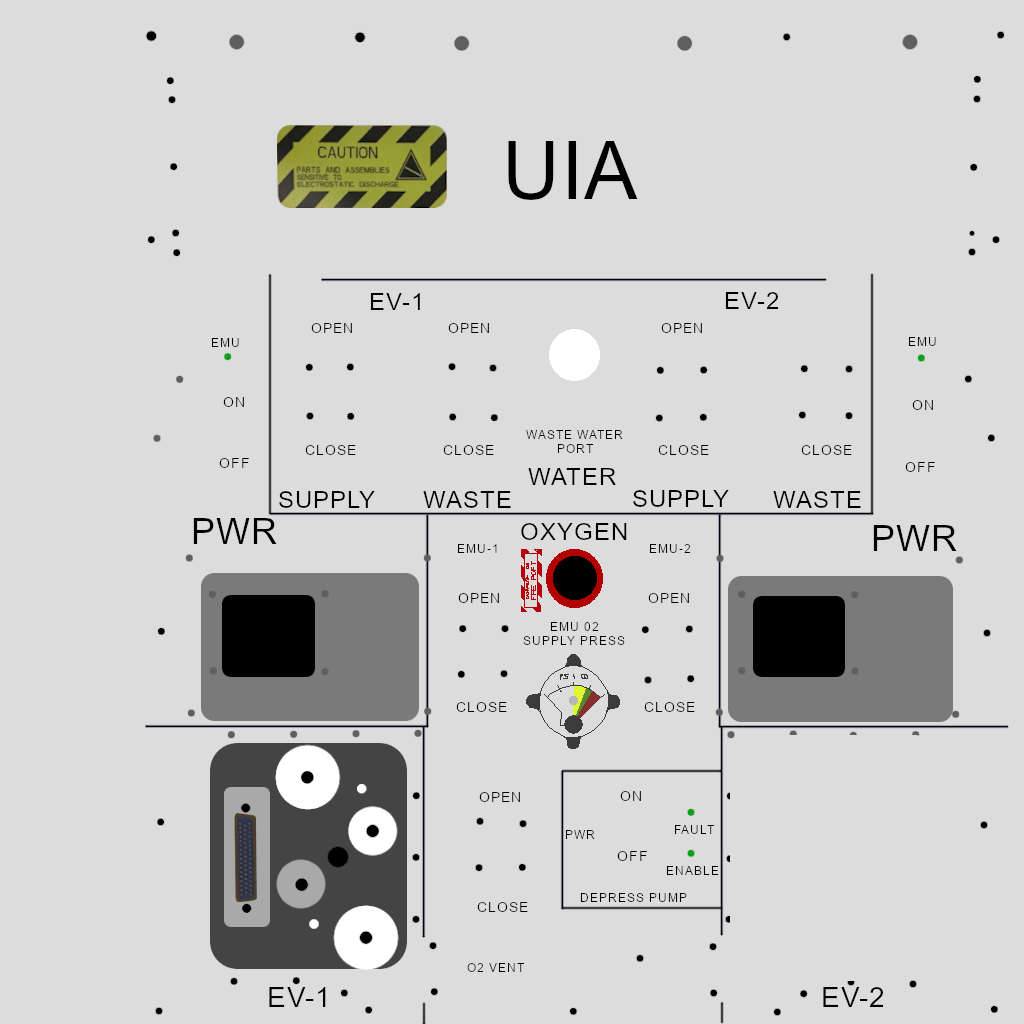 CAUTION
PARTS AND ASSEMBLIES
SENSITIVE TO
ELECTROSTATIC DISCHARGE
UIA
EV-1
EV-2
OPEN
OPEN
OPEN
EMU
EMU
ON
ON
WASTE WATER
PORT
CLOSE
CLOSE
CLOSE
CLOSE
OFF
OFF
WATER
SUPPLY
WASTE
SUPPLY
WASTE
PWR
PWR
OXYGEN
EMU-1
EMU-2
OPEN
OPEN
EMU 02
SUPPLY PRESS
CLOSE
CLOSE
OPEN
ON
PWR
FAULT
OFF
ENABLE
DEPRESS PUMP
CLOSE
O2 VENT
EV-1
EV-2